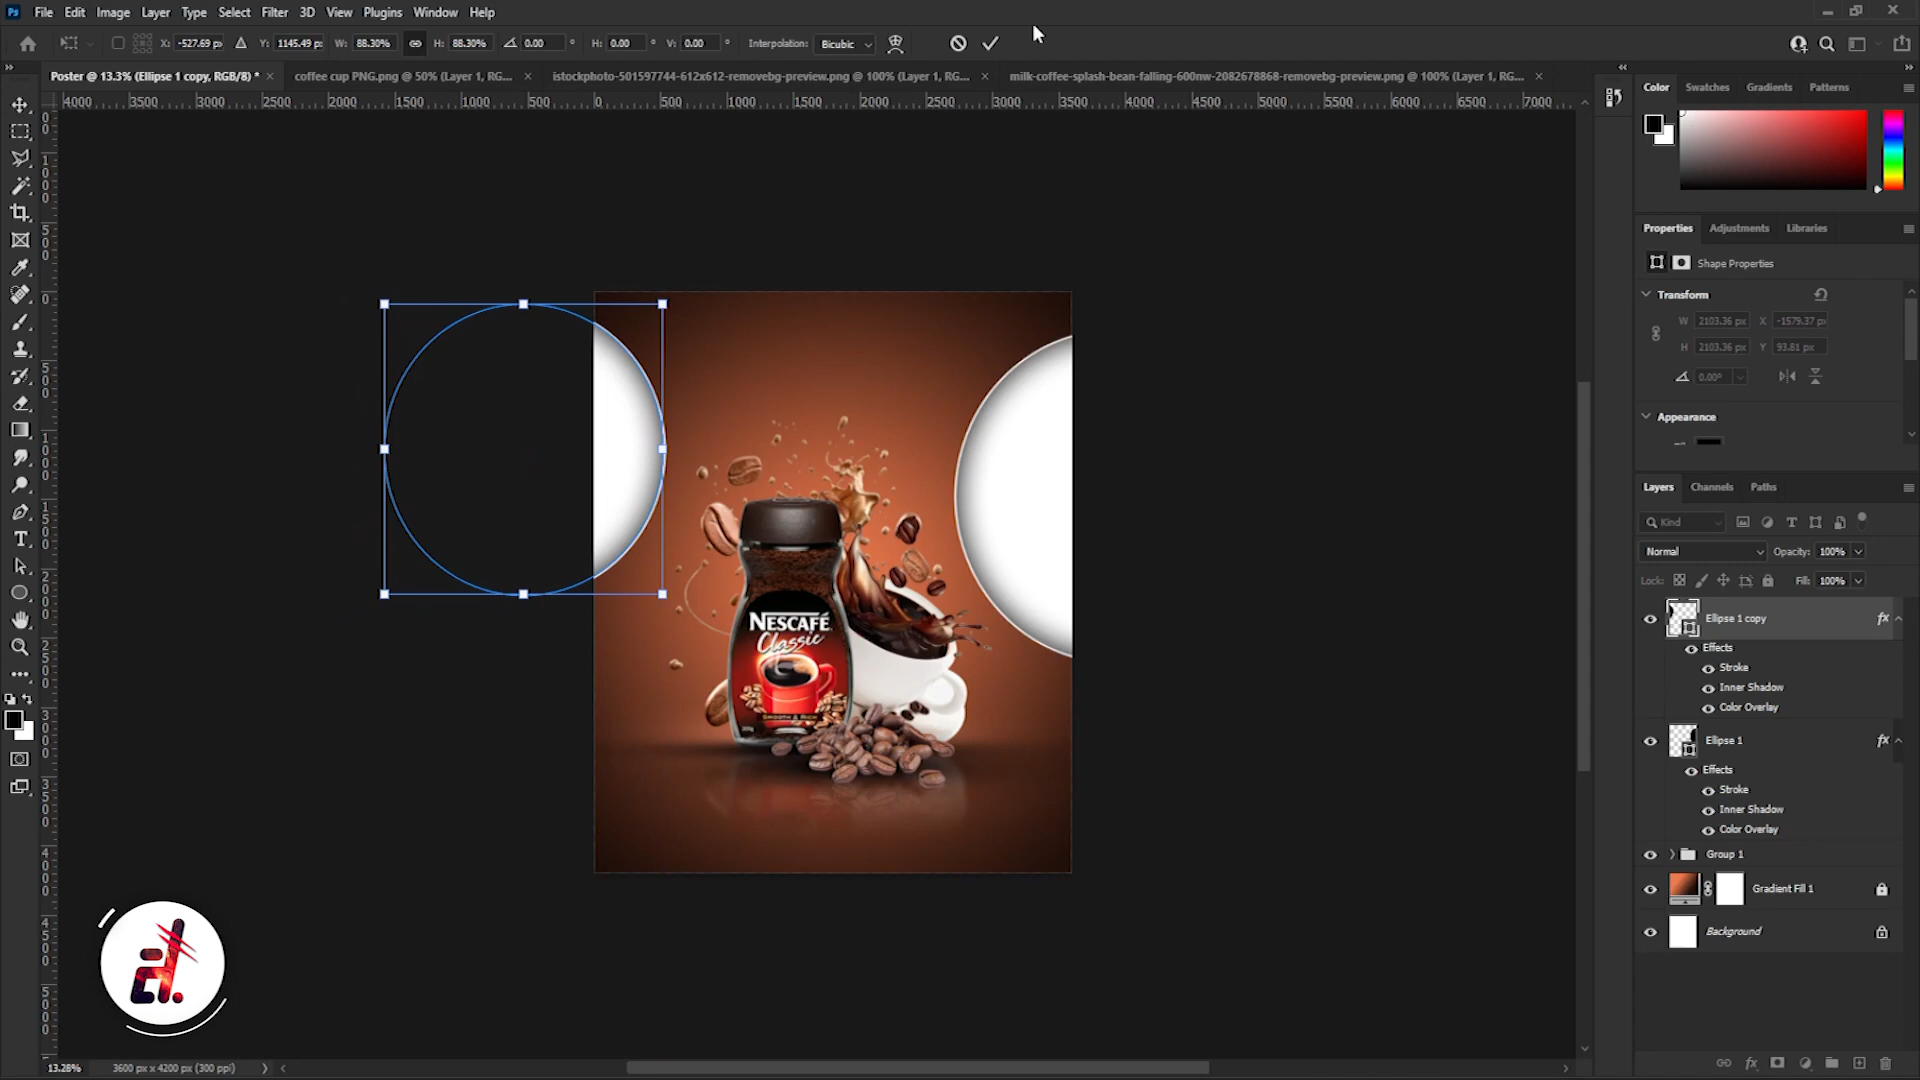 Ps File Edit Image Layer Type Select Filter 3D View Plugins Window Help
X: -527.69 px Y: 1145.49 px W: 88.30% H: 88.30% 0.00 ° H: 0.00 ° V: 0.00 ° Interpolation: Bicubic
Poster @ 13.3% (Ellipse 1 copy, RGB/8) * × coffee cup PNG.png @ 50% (Layer 1, RG... × istockphoto-501597744-612x612-removebg-preview.png @ 100% (Layer 1, RG... × milk-coffee-splash-bean-falling-600nw-2082678868-removebg-preview.png @ 100% (Layer 1, RG... ×
4000 3500 3000 2500 2000 1500 1000 500 0 500 1000 1500 2000 2500 3000 3500 4000 4500 5000 5500 6000 6500 7000
Color Swatches Gradients Patterns
Properties Adjustments Libraries
Shape Properties
Transform
W 2103.36 px X -1579.37 px
H 2103.36 px Y 93.81 px
0.00°
Appearance
Layers Channels Paths
Kind
Normal Opacity: 100%
Lock: Fill: 100%
Ellipse 1 copy fx
Effects
Stroke
Inner Shadow
Color Overlay
Ellipse 1 fx
Effects
Stroke
Inner Shadow
Color Overlay
Group 1
Gradient Fill 1
Background
NESCAFÉ
Classic
SMOOTH & RICH
13.28% 3600 px x 4200 px (300 ppi)